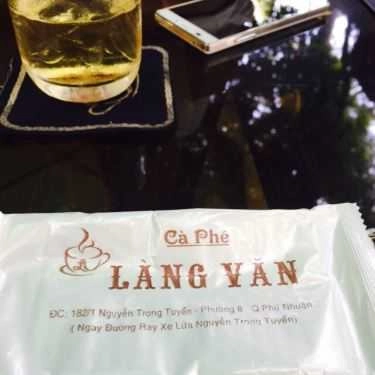 Cà Phê
LÀNG VĂN
ĐC: 182/1 Nguyễn Trọng Tuyển - Phường 8 Q Phú Nhuận
( Ngay Đường Ray Xe Lửa Nguyễn Trọng Tuyển)